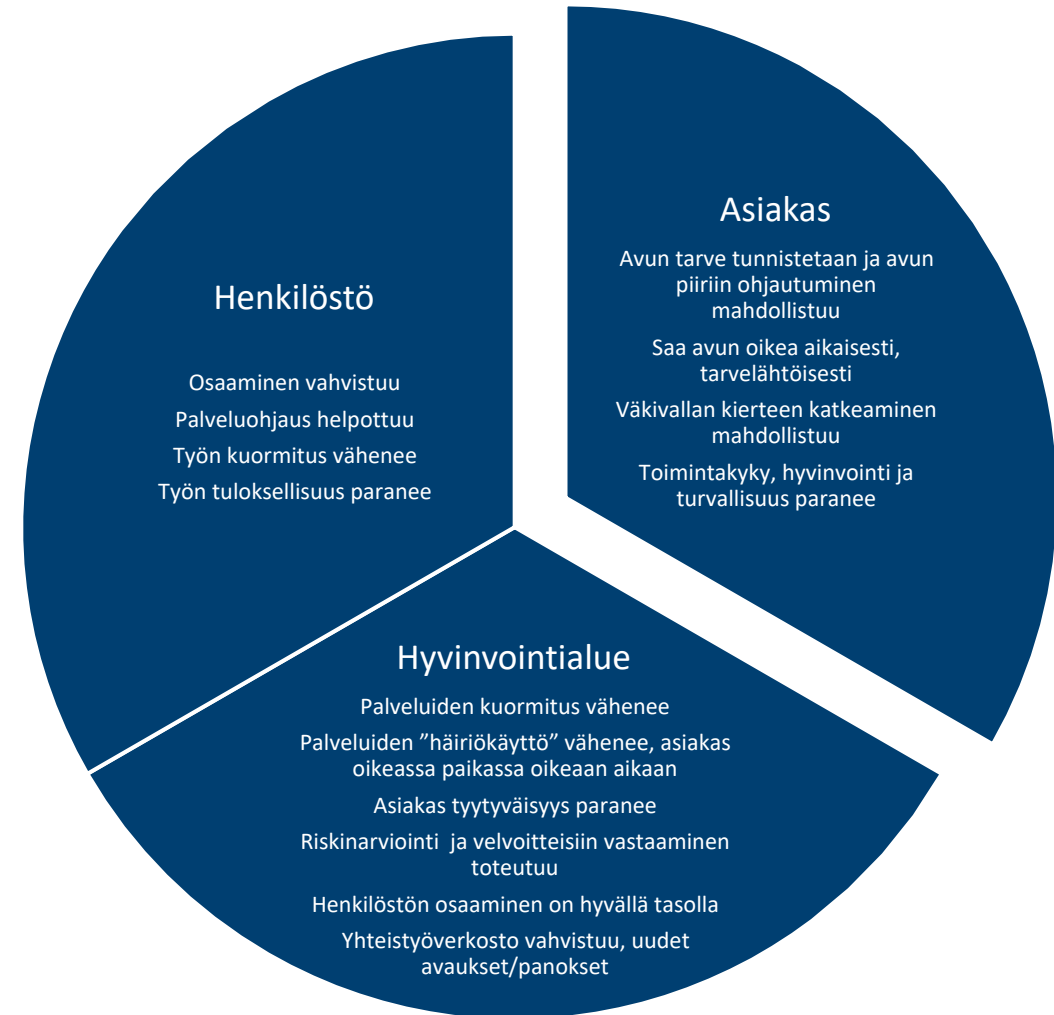 Henkilöstö
Osaaminen vahvistuu
Palveluohjaus helpottuu
Työn kuormitus vähenee
Työn tuloksellisuus paranee
Asiakas
Avun tarve tunnistetaan ja avun
piiriin ohjautuminen
mahdollistuu
Saa avun oikea aikaisesti,
tarvelähtöisesti
Väkivallan kierteen katkeaminen
mahdollistuu
Toimintakyky, hyvinvointi ja
turvallisuus paranee
Hyvinvointialue
Palveluiden kuormitus vähenee
Palveluiden ”häiriökäyttö” vähenee, asiakas
oikeassa paikassa oikeaan aikaan
Asiakas tyytyväisyys paranee
Riskinarviointi  ja velvoitteisiin vastaaminen
toteutuu
Henkilöstön osaaminen on hyvällä tasolla
Yhteistyöverkosto vahvistuu, uudet
avaukset/panokset